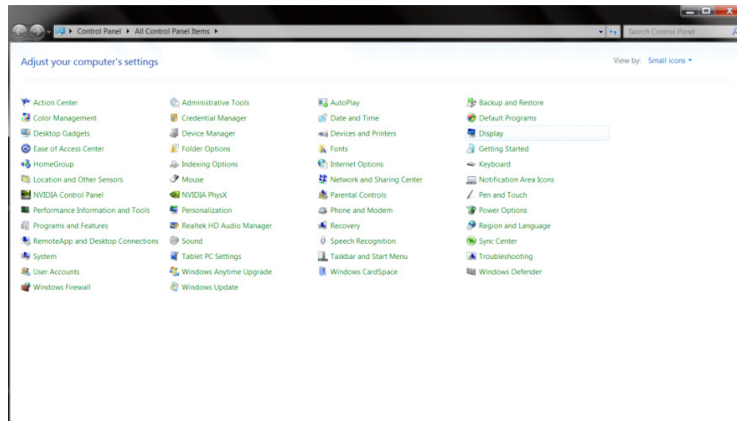 Control Panel All Control Panel Items
Search Control Panel
Adjust your computer's settings
View by: Small icons
Action Center Administrative Tools AutoPlay Backup and Restore
Color Management Credential Manager Date and Time Default Programs
Desktop Gadgets Device Manager Devices and Printers Display
Ease of Access Center Folder Options Fonts Getting Started
HomeGroup Indexing Options Internet Options Keyboard
Location and Other Sensors Mouse Network and Sharing Center Notification Area Icons
NVIDIA Control Panel NVIDIA PhysX Parental Controls Pen and Touch
Performance Information and Tools Personalization Phone and Modem Power Options
Programs and Features Realtek HD Audio Manager Recovery Region and Language
RemoteApp and Desktop Connections Sound Speech Recognition Sync Center
System Tablet PC Settings Taskbar and Start Menu Troubleshooting
User Accounts Windows Anytime Upgrade Windows CardSpace Windows Defender
Windows Firewall Windows Update